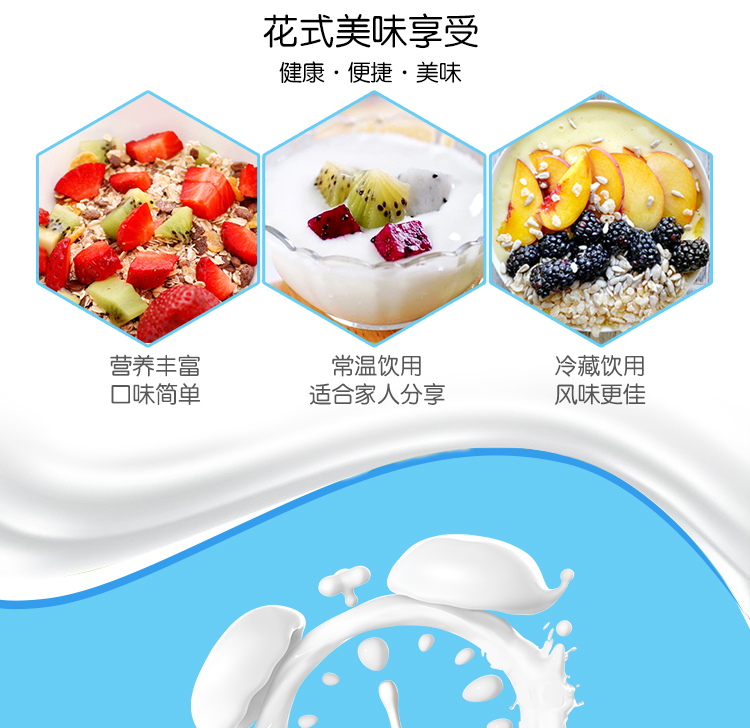 花式美味享受
健康·便捷·美味
营养丰富
口味简单
常温饮用
适合家人分享
冷藏饮用
风味更佳